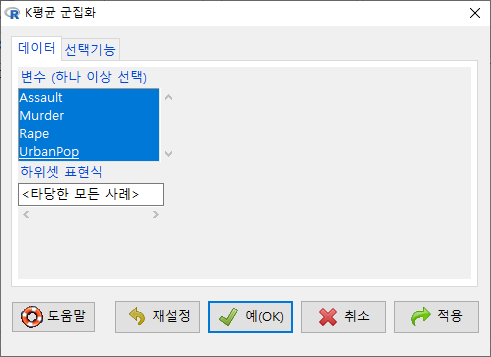 K평균 군집화
데이터 선택기능
변수 (하나 이상 선택)
Assault
Murder
Rape
UrbanPop
하위셋 표현식
<타당한 모든 사례>
도움말 재설정 예(OK) 취소 적용